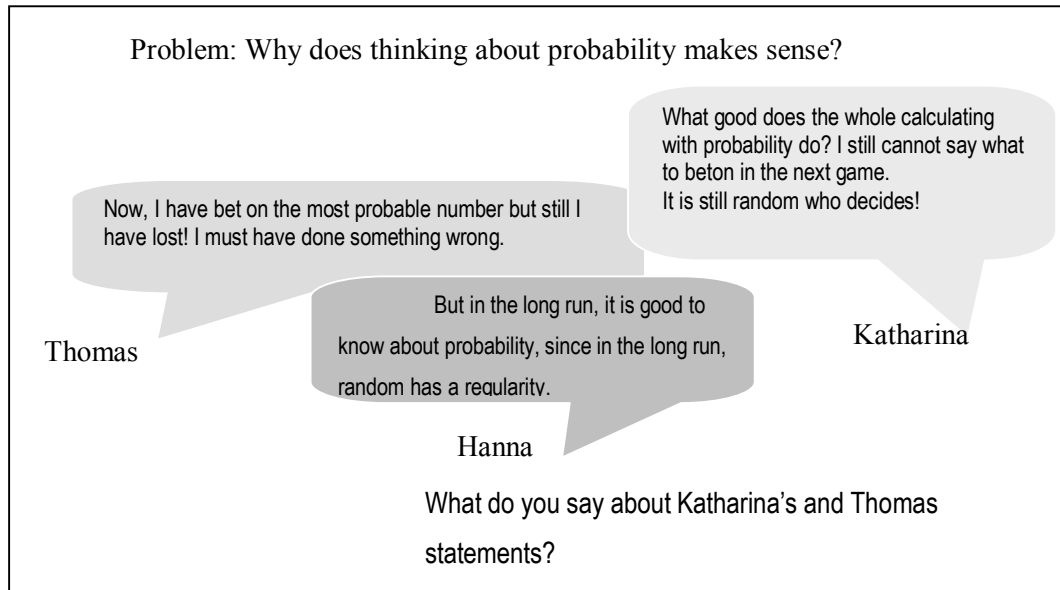 Problem: Why does thinking about probability makes sense?
What good does the whole calculating
with probability do? I still cannot say what
to beton in the next game.
It is still random who decides!
Now, I have bet on the most probable number but still I
have lost! I must have done something wrong.
But in the long run, it is good to
know about probability, since in the long run,
random has a regularity.
Thomas
Katharina
Hanna
What do you say about Katharina's and Thomas
statements?